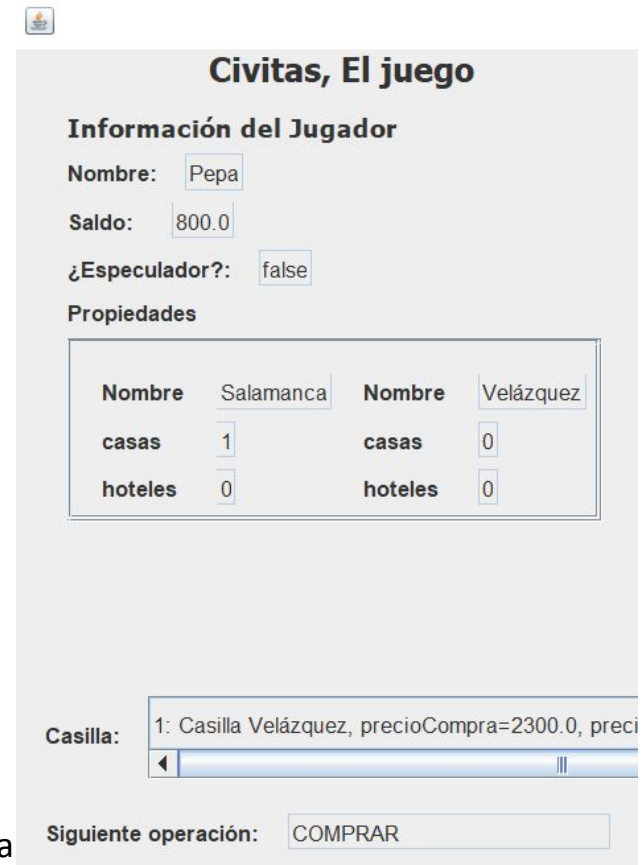 Civitas, El juego
Información del Jugador
Nombre: Pepa
Saldo: 800.0
¿Especulador?: false
Propiedades
Nombre Salamanca Nombre Velázquez
casas 1 casas 0
hoteles 0 hoteles 0
Casilla: 1: Casilla Velázquez, precioCompra=2300.0, preci
a Siguiente operación: COMPRAR